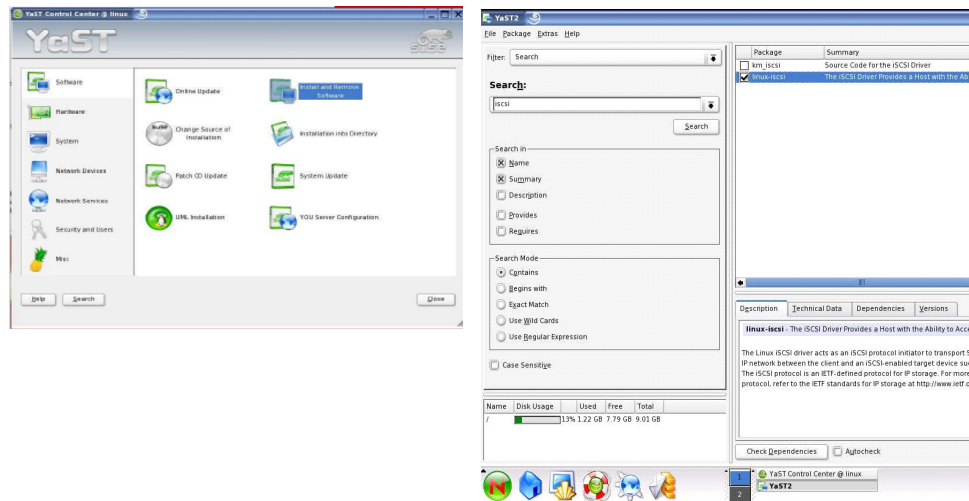 YaST Control Center @ linux
YaST
Software
Hardware
System
Network Devices
Network Services
Security and Users
Misc
Online Update
Install and Remove
Software
Change Source of
Installation
Installation into Directory
Patch CD Update
System Update
UML Installation
YOU Server Configuration
Help
Search
Close
YaST2
File Package Extras Help
Filter: Search
Search:
iscsi
Search
Search in
Name
Summary
Description
Provides
Requires
Search Mode
Contains
Begins with
Exact Match
Use Wild Cards
Use Regular Expression
Case Sensitive
Name Disk Usage Used Free Total
/ 13% 1.22 GB 7.79 GB 9.01 GB
Package Summary
km_iscsi Source Code for the iSCSI Driver
linux-iscsi The iSCSI Driver Provides a Host with the Ab
Description Technical Data Dependencies Versions
linux-iscsi - The iSCSI Driver Provides a Host with the Ability to Acce
The Linux iSCSI driver acts as an iSCSI protocol initiator to transport S
IP network between the client and an iSCSI-enabled target device suc
The iSCSI protocol is an IETF-defined protocol for IP storage. For more
protocol, refer to the IETF standards for IP storage at http://www.ietf.o
Check Dependencies Autocheck
1
2
YaST Control Center @ linux
YaST2